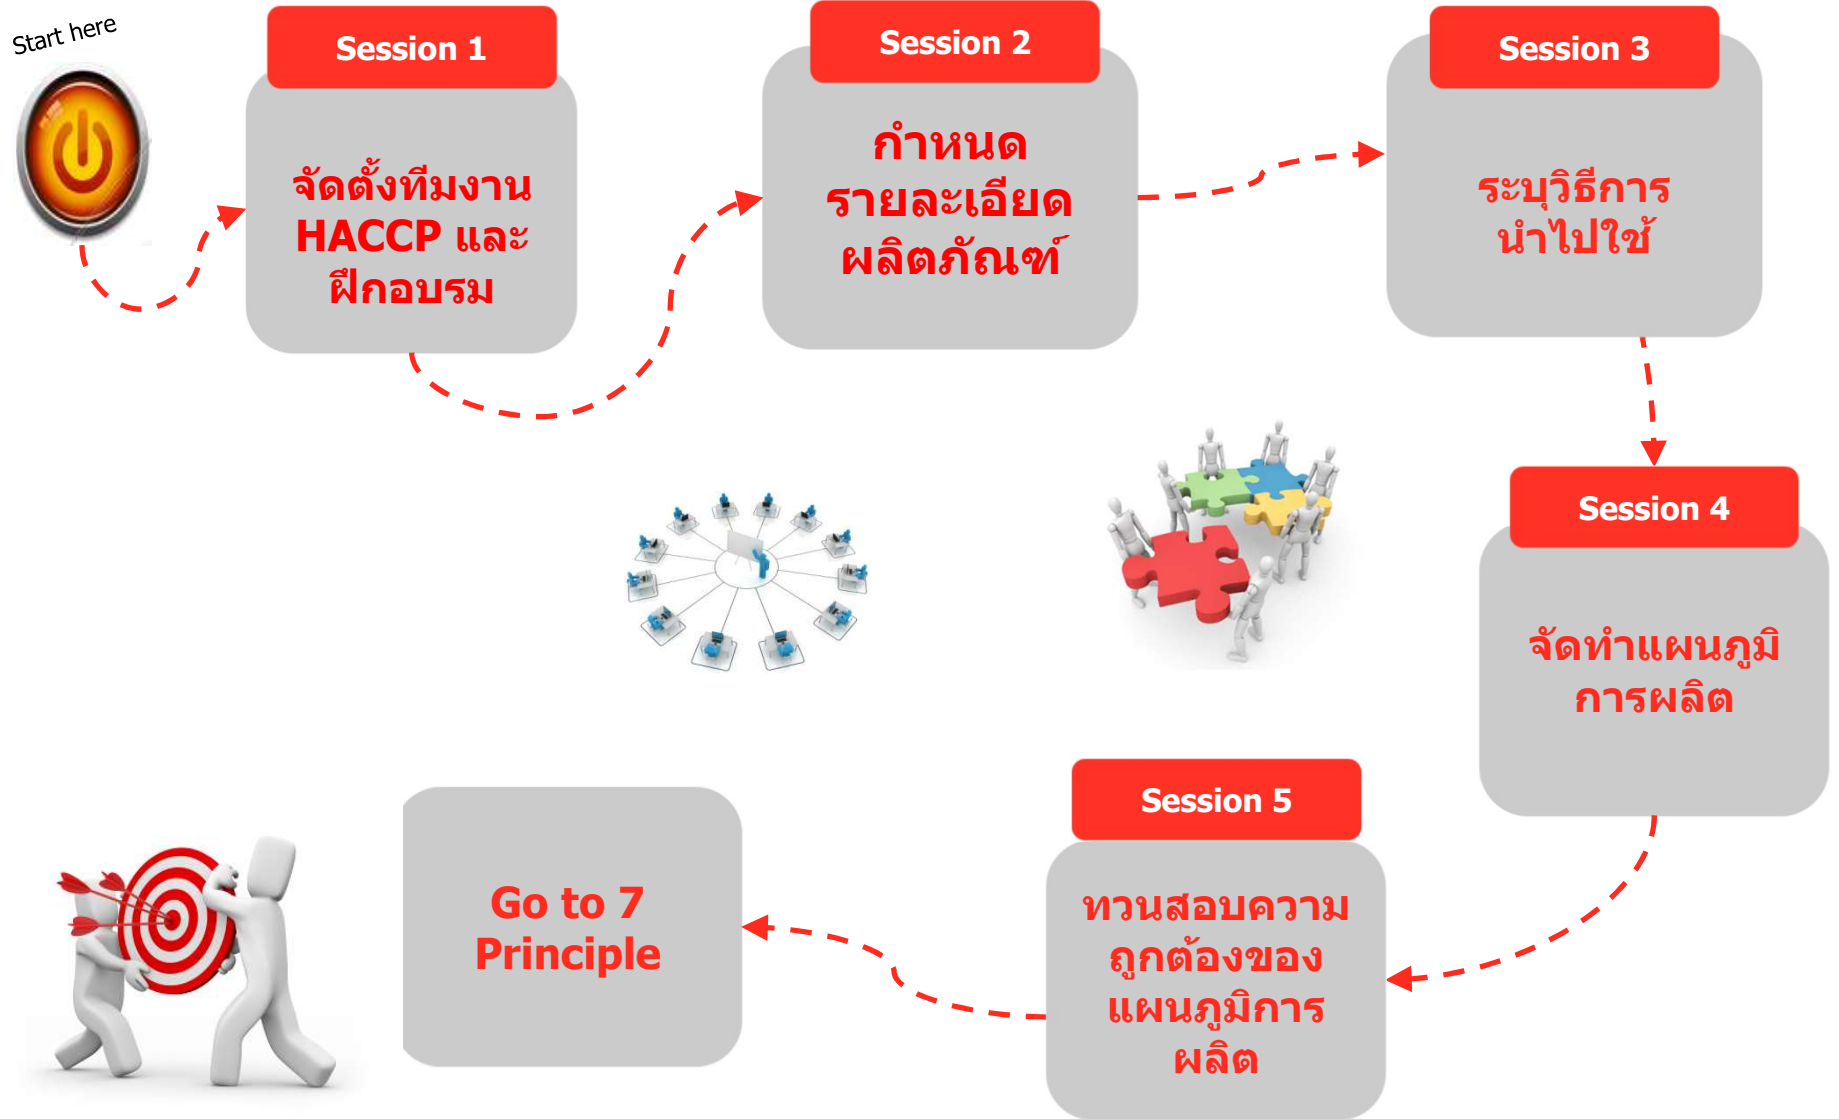 Start here
Session 1
จัดตั้งทีมงาน
HACCP และ
ฝึกอบรม
Session 2
กำหนด
รายละเอียด
ผลิตภัณฑ์
Session 3
ระบุวิธีการ
นำไปใช้
Session 4
จัดทำแผนภูมิ
การผลิต
Session 5
ทวนสอบความ
ถูกต้องของ
แผนภูมิการ
ผลิต
Go to 7
Principle